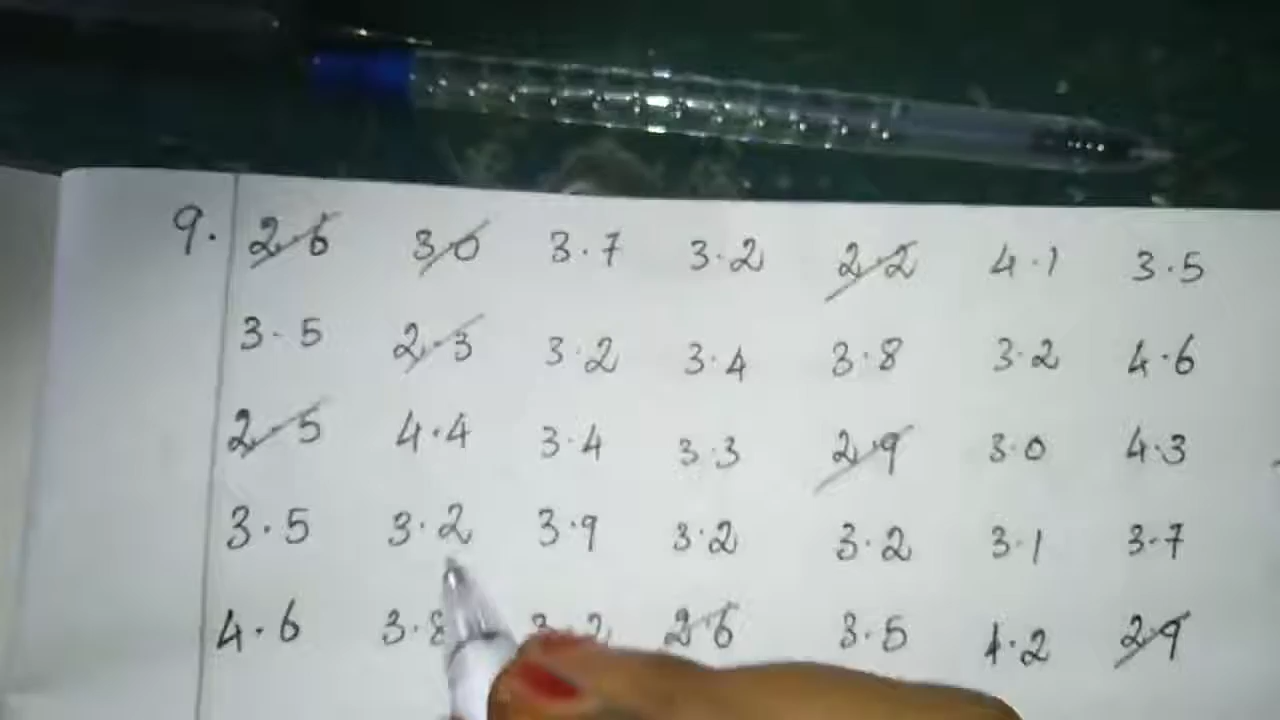 9. 2.6 3.0 3.7 3.2 2.2 4.1 3.5
3.5 2.3 3.2 3.4 3.8 3.2 4.6
2.5 4.4 3.4 3.3 2.9 3.0 4.3
3.5 3.2 3.9 3.2 3.2 3.1 3.7
4.6 3.8 3.2 2.6 3.5 4.2 2.9